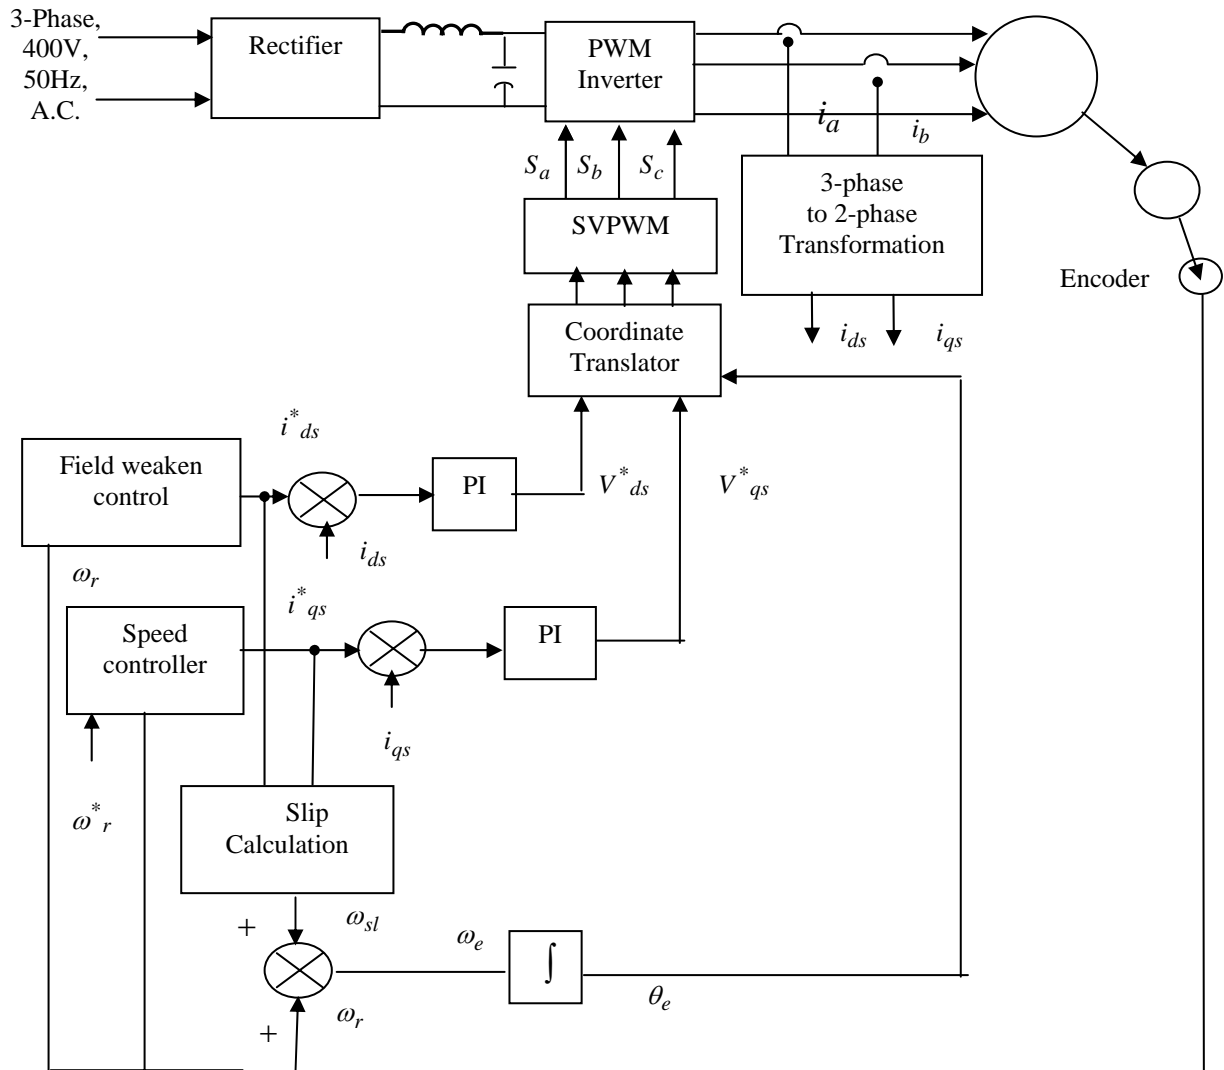 3-Phase,
400V,
50Hz,
A.C.
Rectifier
PWM
Inverter
i_a
i_b
S_a S_b S_c
3-phase
to 2-phase
Transformation
SVPWM
Encoder
Coordinate
Translator
i_ds i_qs
i*_ds
Field weaken
control
PI
V*_ds V*_qs
i_ds
ω_r
i*_qs
Speed
controller
PI
i_qs
ω*_r
Slip
Calculation
+ ω_sl
ω_e
∫
θ_e
+ ω_r